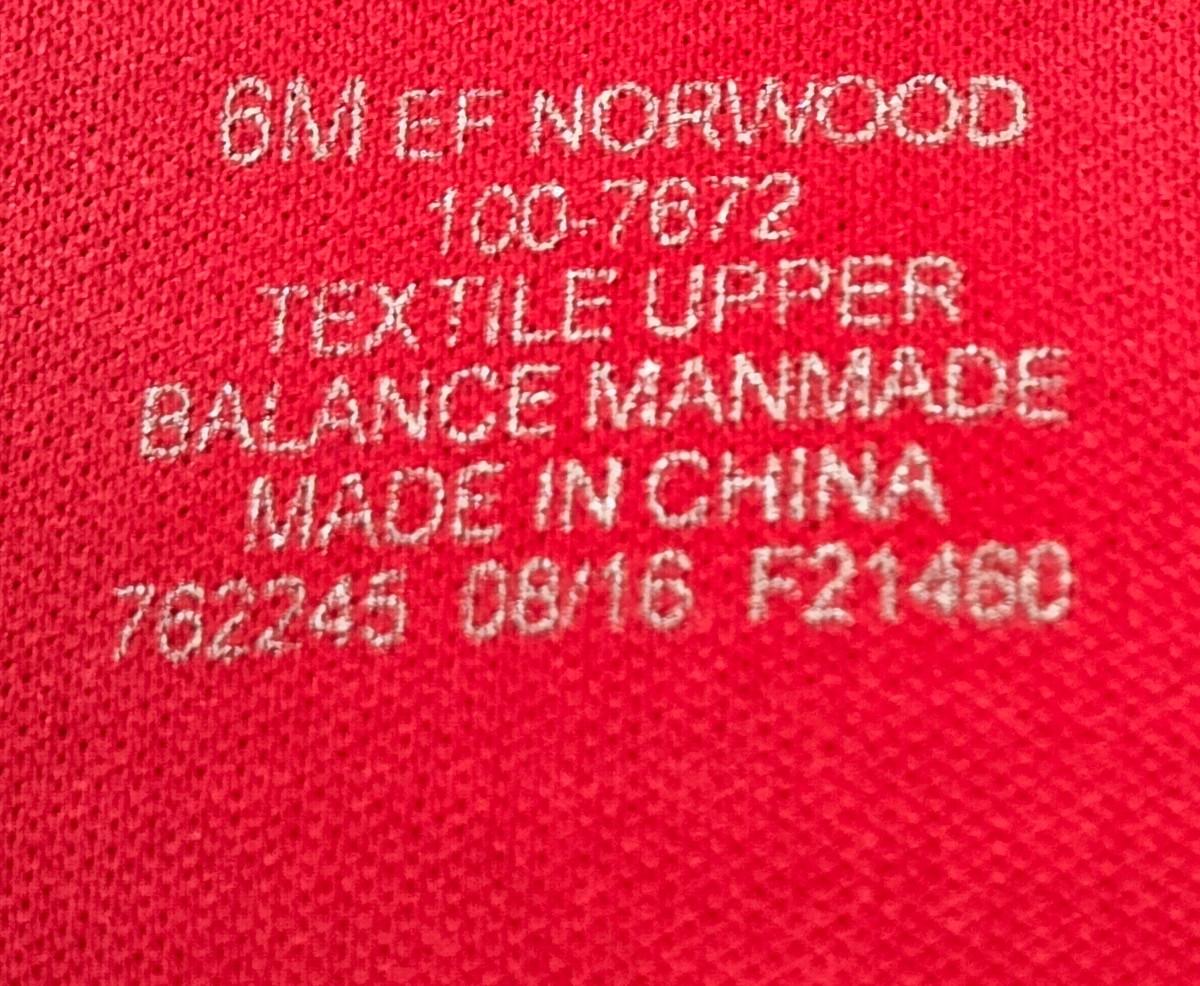 6M EF NORWOOD
100-7672
TEXTILE UPPER
BALANCE MANMADE
MADE IN CHINA
762245 08/16 F21460